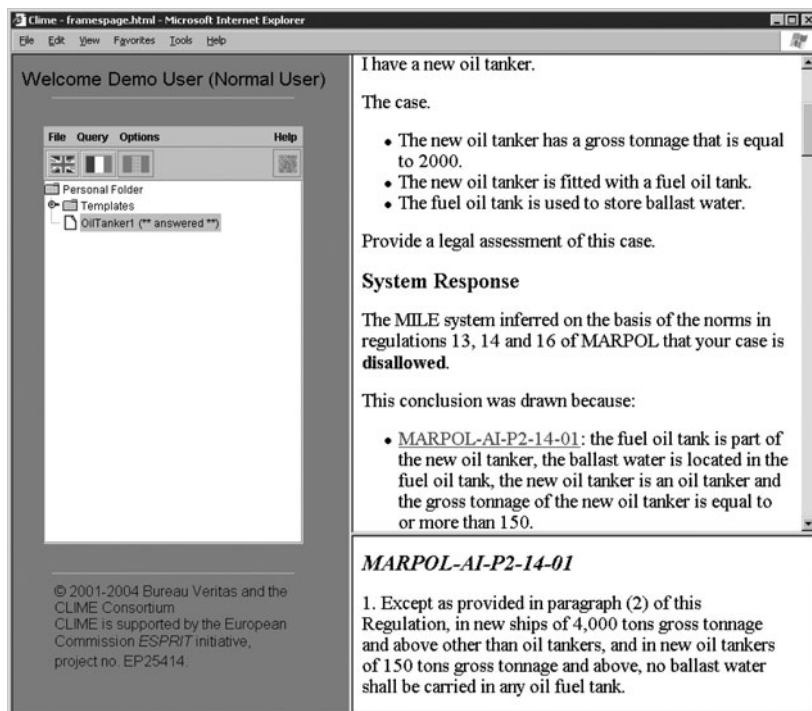 Clime - framespage.html - Microsoft Internet Explorer
File Edit View Favorites Tools Help
Welcome Demo User (Normal User)
File Query Options Help
Personal Folder
Templates
OilTanker1 (** answered **)
© 2001-2004 Bureau Veritas and the
CLIME Consortium
CLIME is supported by the European
Commission ESPRIT initiative,
project no. EP25414.
I have a new oil tanker.
The case.
• The new oil tanker has a gross tonnage that is equal
to 2000.
• The new oil tanker is fitted with a fuel oil tank.
• The fuel oil tank is used to store ballast water.
Provide a legal assessment of this case.
System Response
The MILE system inferred on the basis of the norms in
regulations 13, 14 and 16 of MARPOL that your case is
disallowed.
This conclusion was drawn because:
• MARPOL-AI-P2-14-01: the fuel oil tank is part of
the new oil tanker, the ballast water is located in the
fuel oil tank, the new oil tanker is an oil tanker and
the gross tonnage of the new oil tanker is equal to
or more than 150.
MARPOL-AI-P2-14-01
1. Except as provided in paragraph (2) of this
Regulation, in new ships of 4,000 tons gross tonnage
and above other than oil tankers, and in new oil tankers
of 150 tons gross tonnage and above, no ballast water
shall be carried in any oil fuel tank.